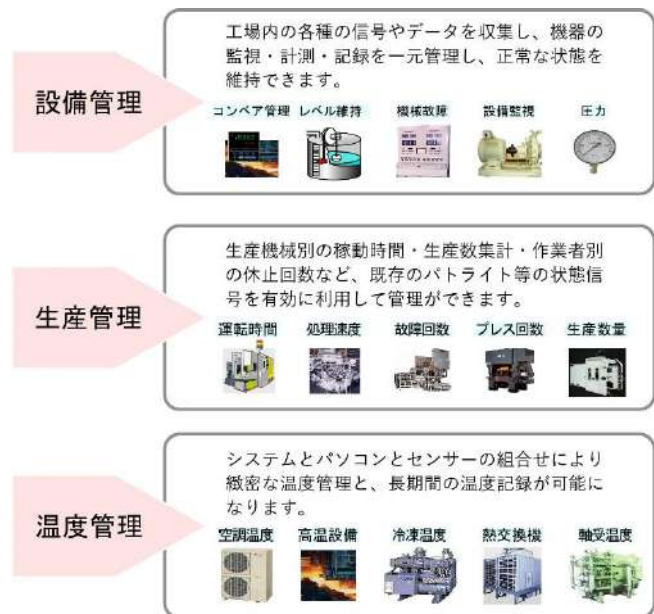 設備管理
工場内の各種の信号やデータを収集し、機器の
監視・計測・記録を一元管理し、正常な状態を
維持できます。
コンベア管理 レベル維持 機械故障 設備監視 圧力
生産管理
生産機械別の稼動時間・生産数集計・作業者別
の休止回数など、既存のパトライト等の状態信
号を有効に利用して管理ができます。
運転時間 処理速度 故障回数 プレス回数 生産数量
温度管理
システムとパソコンとセンサーの組合せにより
緻密な温度管理と、長期間の温度記録が可能に
なります。
空調温度 高温設備 冷凍温度 熱交換機 軸受温度